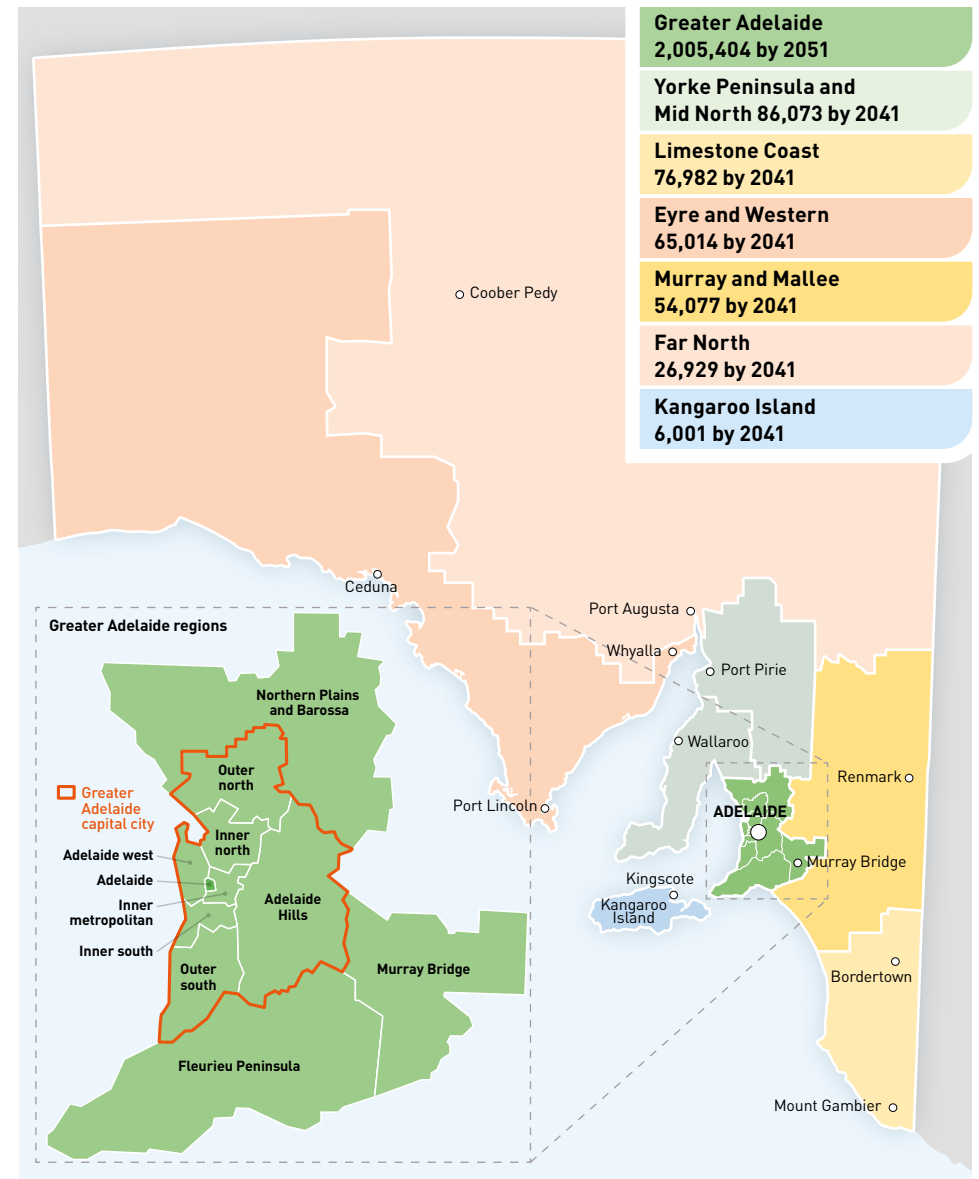 Greater Adelaide
2,005,404 by 2051
Yorke Peninsula and
Mid North 86,073 by 2041
Limestone Coast
76,982 by 2041
Eyre and Western
65,014 by 2041
Murray and Mallee
54,077 by 2041
Far North
26,929 by 2041
Kangaroo Island
6,001 by 2041
Coober Pedy
Ceduna
Port Augusta
Whyalla
Port Pirie
Wallaroo
Renmark
Port Lincoln
ADELAIDE
Murray Bridge
Kingscote
Kangaroo
Island
Bordertown
Mount Gambier
Greater Adelaide regions
Northern Plains
and Barossa
Outer
north
Greater
Adelaide
capital city
Inner
north
Adelaide west
Adelaide
Inner
metropolitan
Adelaide
Hills
Inner south
Outer
south
Murray Bridge
Fleurieu Peninsula